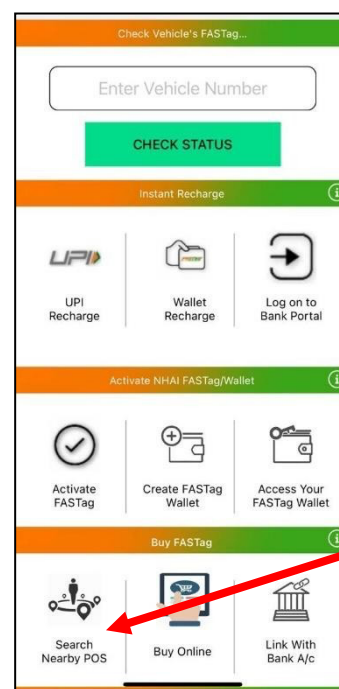 Check Vehicle's FASTag...
Enter Vehicle Number
CHECK STATUS
Instant Recharge
UPI
UPI Recharge
Wallet Recharge
Log on to Bank Portal
Activate NHAI FASTag/Wallet
Activate FASTag
Create FASTag Wallet
Access Your FASTag Wallet
Buy FASTag
Search Nearby POS
Buy Online
Link With Bank A/c